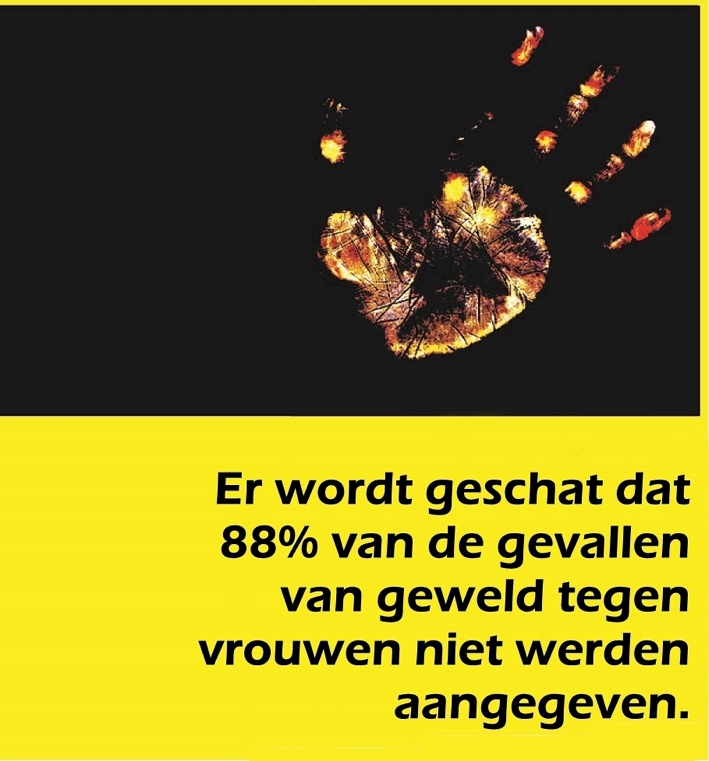 Er wordt geschat dat
88% van de gevallen
van geweld tegen
vrouwen niet werden
aangegeven.